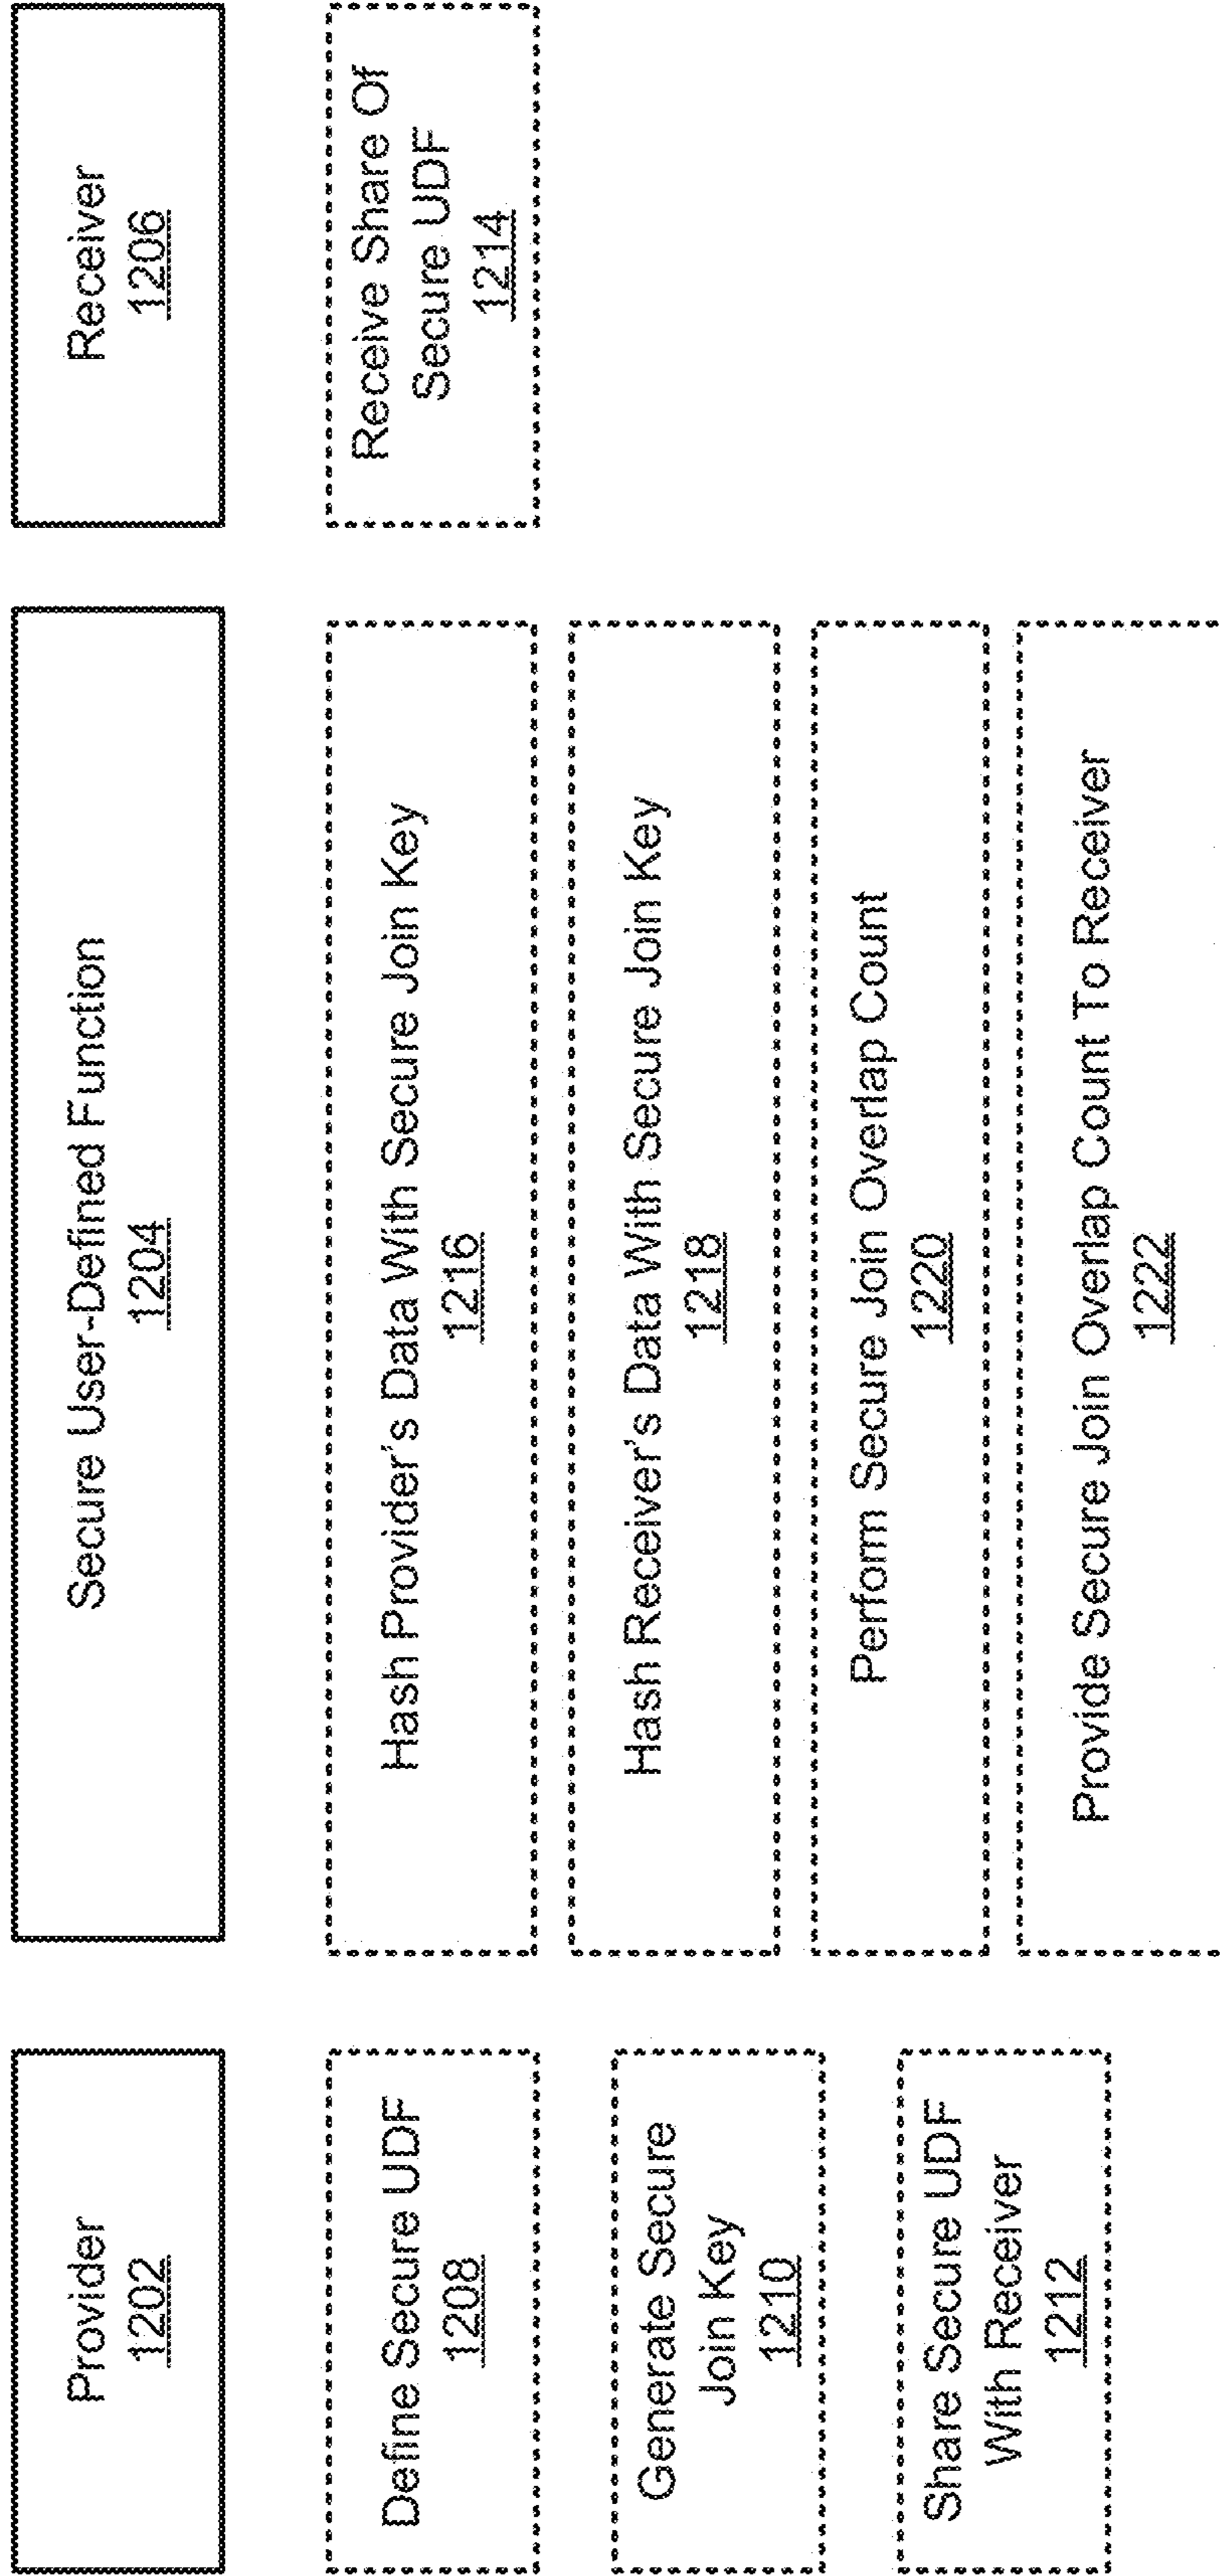 Provider
1202
Secure User-Defined Function
1204
Receiver
1206
Define Secure UDF
1208
Generate Secure
Join Key
1210
Share Secure UDF
With Receiver
1212
Hash Provider's Data With Secure Join Key
1216
Hash Receiver's Data With Secure Join Key
1218
Perform Secure Join Overlap Count
1220
Provide Secure Join Overlap Count To Receiver
1222
Receive Share Of
Secure UDF
1214